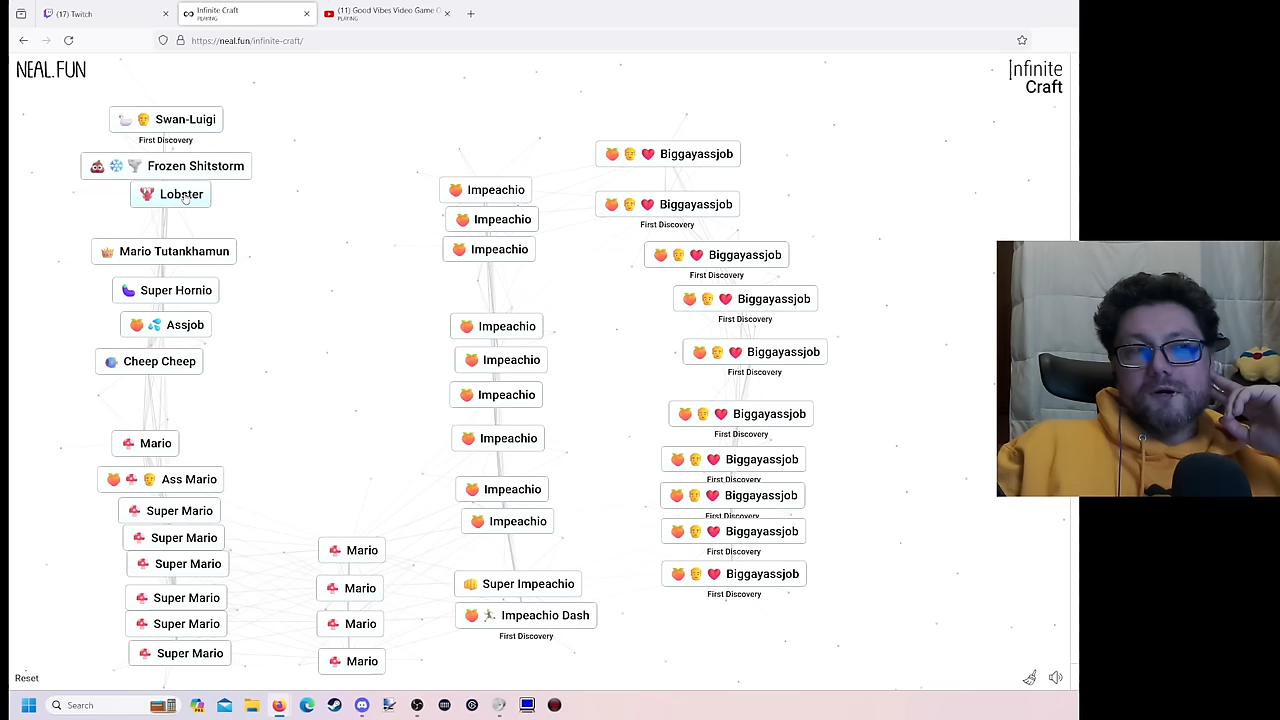 (17) Twitch
Infinite Craft
PLAYING
(11) Good Vibes Video Game
PLAYING
https://neal.fun/infinite-craft/
NEAL.FUN
Infinite
Craft
Swan-Luigi
First Discovery
Frozen Shitstorm
Lobster
Mario Tutankhamun
Super Hornio
Assjob
Cheep Cheep
Mario
Ass Mario
Super Mario
Super Mario
Super Mario
Super Mario
Super Mario
Super Mario
Mario
Mario
Mario
Mario
Impeachio
Impeachio
Impeachio
Impeachio
Impeachio
Impeachio
Impeachio
Impeachio
Impeachio
Super Impeachio
Impeachio Dash
First Discovery
Biggayassjob
Biggayassjob
First Discovery
Biggayassjob
First Discovery
Biggayassjob
First Discovery
Biggayassjob
First Discovery
Biggayassjob
First Discovery
Biggayassjob
First Discovery
Biggayassjob
First Discovery
Biggayassjob
First Discovery
Biggayassjob
First Discovery
Reset
Search